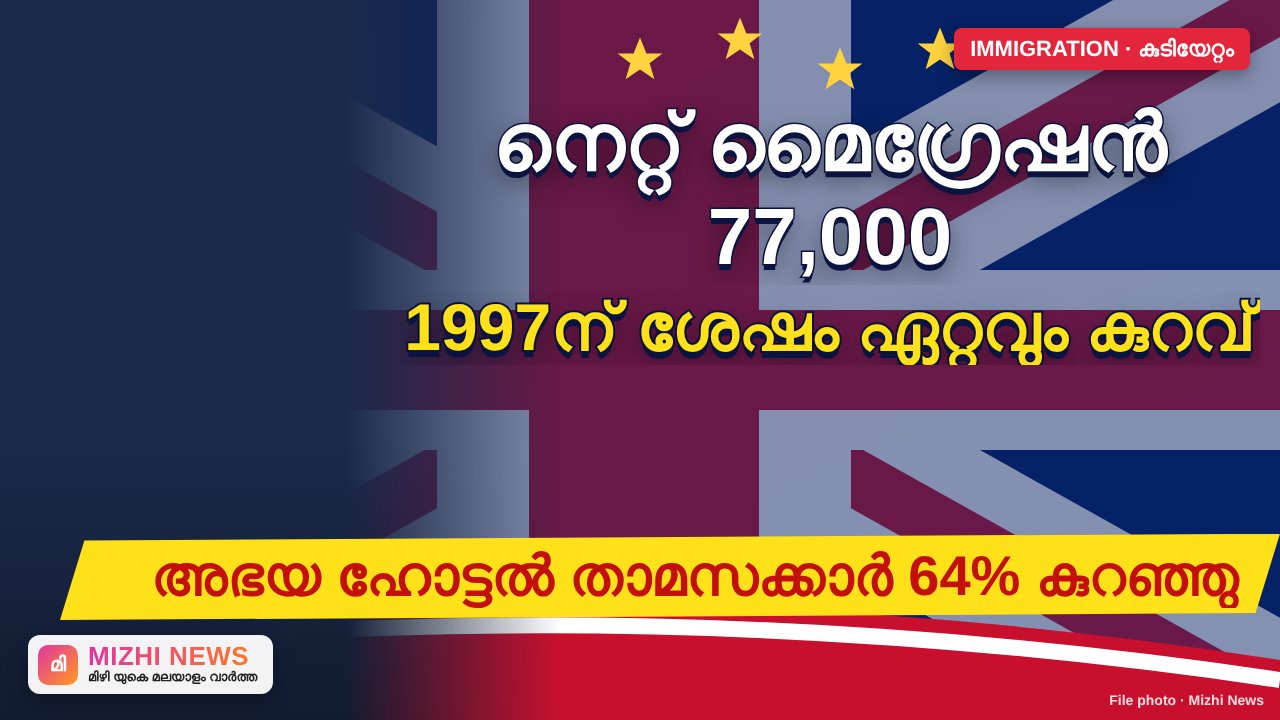 IMMIGRATION · കുടിയേറ്റം
നെറ്റ് മൈഗ്രേഷൻ
77,000
1997ന് ശേഷം ഏറ്റവും കുറവ്
അഭയ ഹോട്ടൽ താമസക്കാർ 64% കുറഞ്ഞു
മി
MIZHI NEWS
മിഴി യുകെ മലയാളം വാർത്ത
File photo · Mizhi News